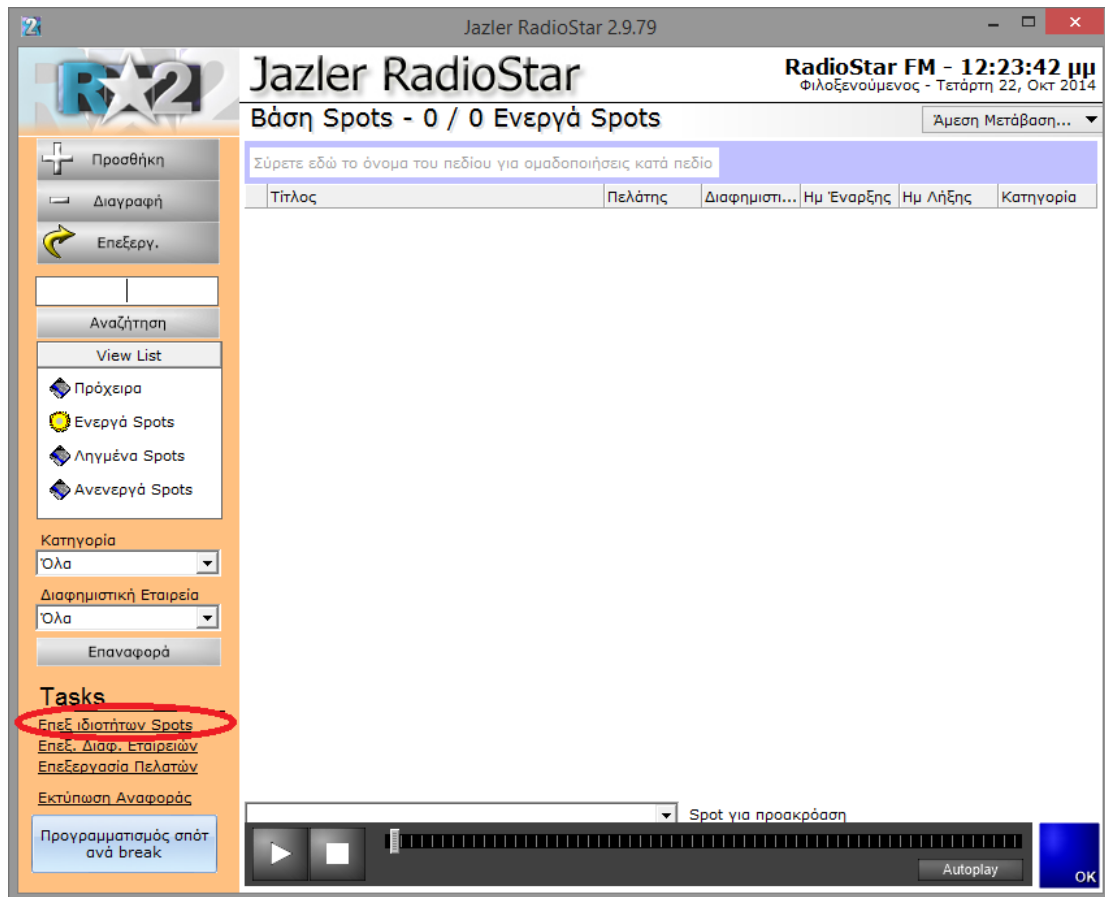 2
Jazler RadioStar 2.9.79
R☆2
Jazler RadioStar
RadioStar FM - 12:23:42 μμ
Φιλοξενούμενος - Τετάρτη 22, Οκτ 2014
Βάση Spots - 0 / 0 Ενεργά Spots
Άμεση Μετάβαση...
Προσθήκη
Διαγραφή
Επεξεργ.
Αναζήτηση
View List
Πρόχειρα
Ενεργά Spots
Ληγμένα Spots
Ανενεργά Spots
Κατηγορία
Όλα
Διαφημιστική Εταιρεία
Όλα
Επαναφορά
Tasks
Επεξ ιδιοτήτων Spots
Επεξ. Διαφ. Εταιρειών
Επεξεργασία Πελατών
Εκτύπωση Αναφοράς
Προγραμματισμός σπότ
ανά break
Σύρετε εδώ το όνομα του πεδίου για ομαδοποιήσεις κατά πεδίο
Τίτλος Πελάτης Διαφημιστι... Ημ Έναρξης Ημ Λήξης Κατηγορία
Spot για προακρόαση
Autoplay
OK